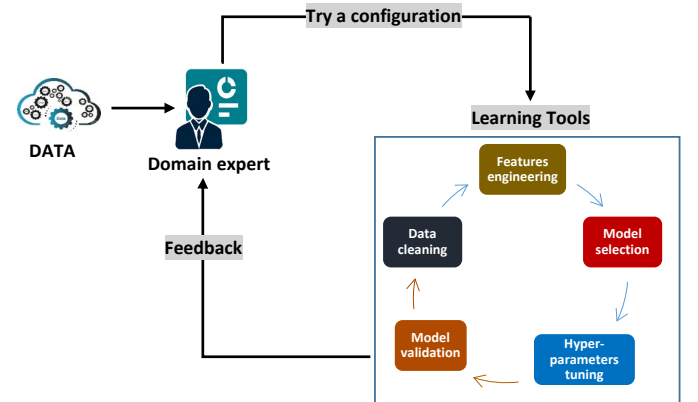 Try a configuration
Data
DATA
Domain expert
Learning Tools
Features
engineering
Data
cleaning
Model
selection
Feedback
Model
validation
Hyper-
parameters
tuning